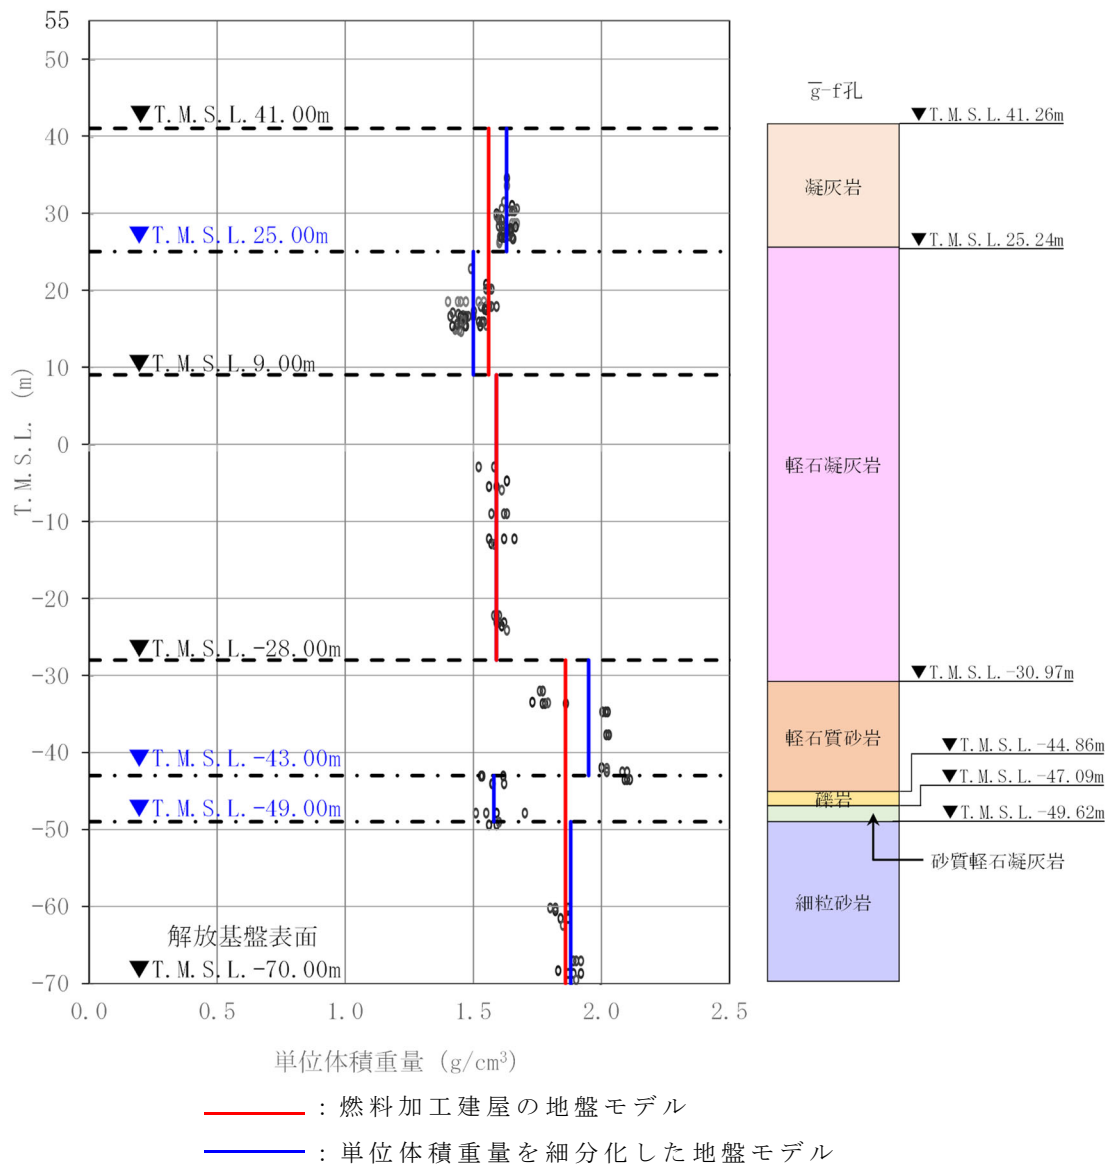 55
50
40
30
20
10
0
-10
-20
-30
-40
-50
-60
-70
T.M.S.L. (m)
▼T.M.S.L.41.00m
▼T.M.S.L.25.00m
▼T.M.S.L.9.00m
▼T.M.S.L.-28.00m
▼T.M.S.L.-43.00m
▼T.M.S.L.-49.00m
解放基盤表面
▼T.M.S.L.-70.00m
0.0 0.5 1.0 1.5 2.0 2.5
単位体積重量 (g/cm³)
g̅-f孔
▼T.M.S.L.41.26m
凝灰岩
▼T.M.S.L.25.24m
軽石凝灰岩
▼T.M.S.L.-30.97m
軽石質砂岩
▼T.M.S.L.-44.86m
▼T.M.S.L.-47.09m
礫岩
▼T.M.S.L.-49.62m
砂質軽石凝灰岩
細粒砂岩
：燃料加工建屋の地盤モデル
：単位体積重量を細分化した地盤モデル